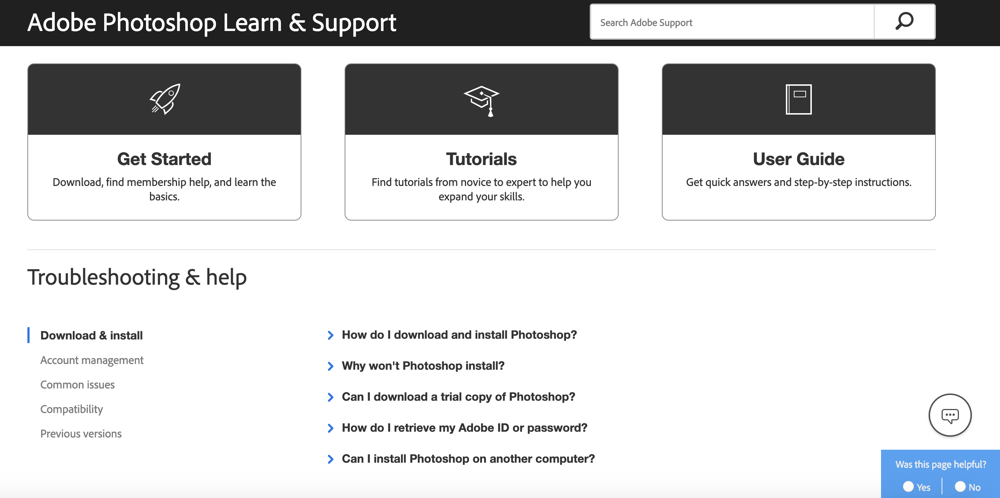 Adobe Photoshop Learn & Support
Search Adobe Support
Get Started
Download, find membership help, and learn the
basics.
Tutorials
Find tutorials from novice to expert to help you
expand your skills.
User Guide
Get quick answers and step-by-step instructions.
Troubleshooting & help
Download & install
Account management
Common issues
Compatibility
Previous versions
How do I download and install Photoshop?
Why won't Photoshop install?
Can I download a trial copy of Photoshop?
How do I retrieve my Adobe ID or password?
Can I install Photoshop on another computer?
Was this page helpful?
Yes
No